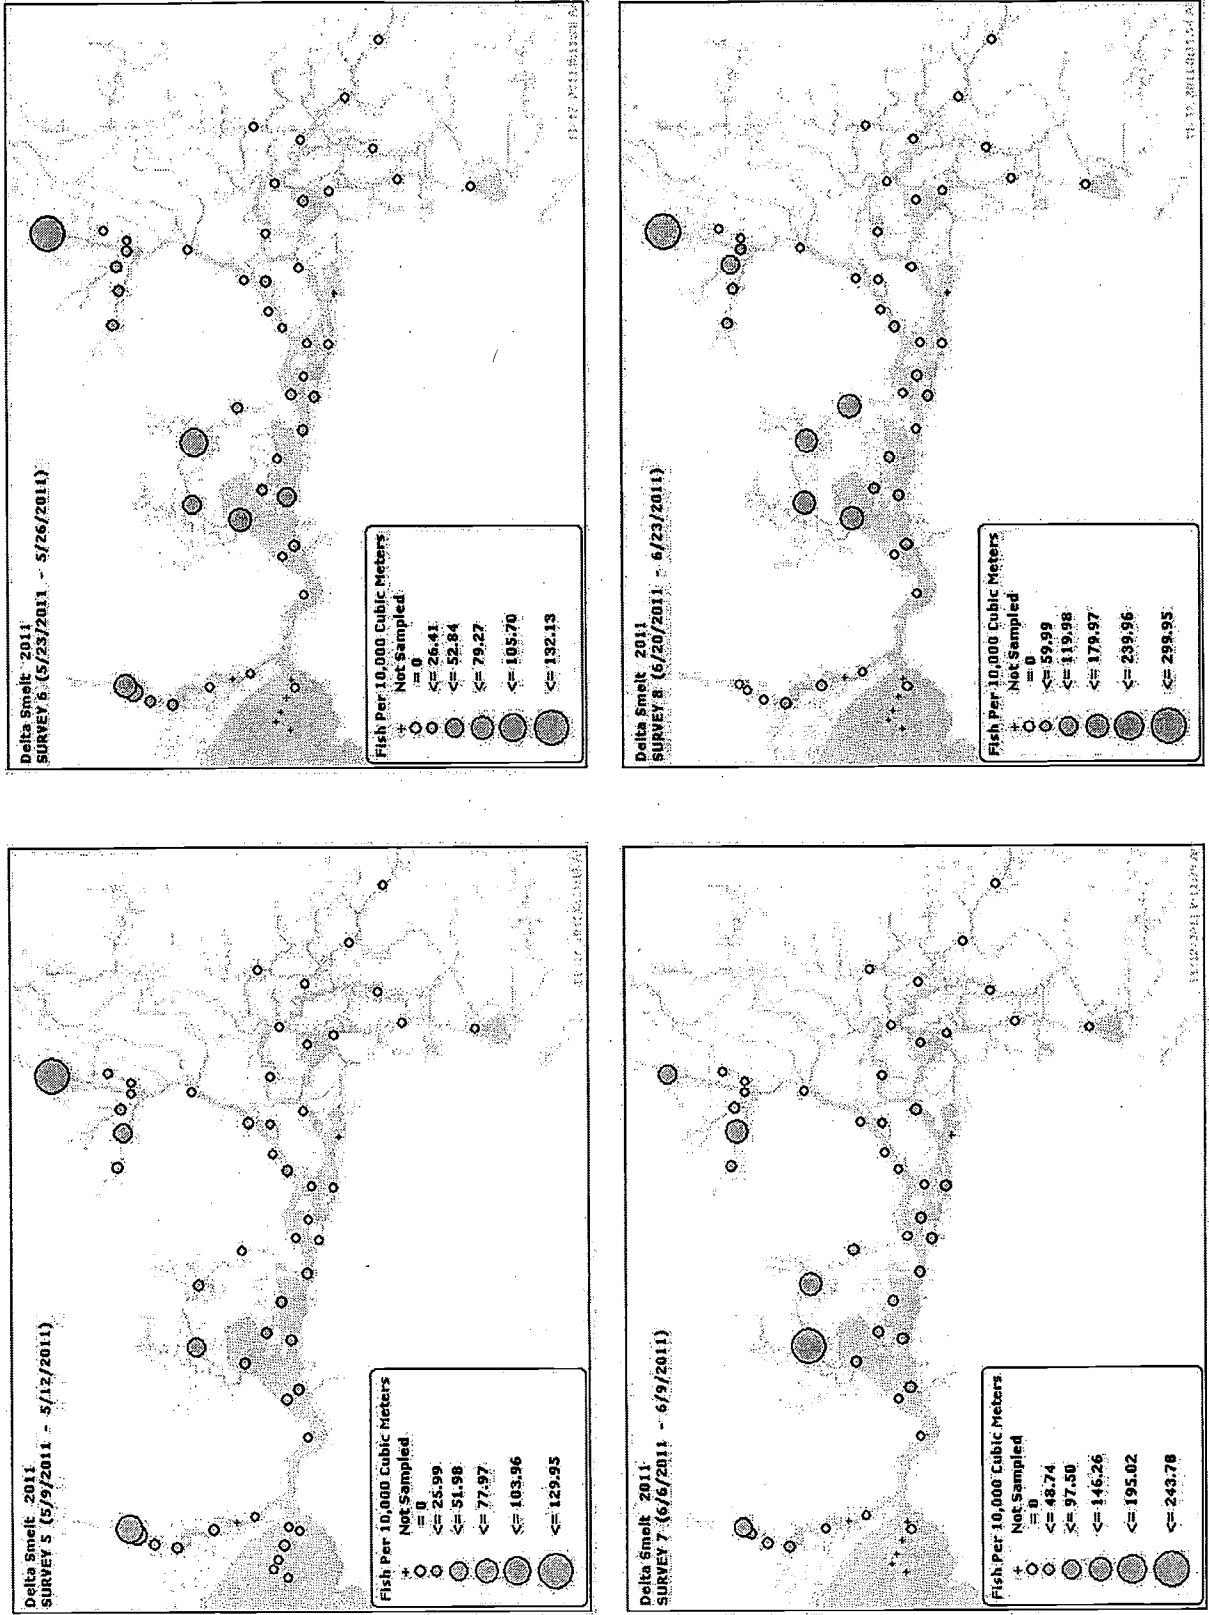 Delta Smelt 2011
SURVEY 5 (5/9/2011 - 5/12/2011)
Fish Per 10,000 Cubic Meters
Not Sampled
= 0
<= 25.99
<= 51.98
<= 77.97
<= 103.96
<= 129.95
Delta Smelt 2011
SURVEY 6 (5/23/2011 - 5/26/2011)
Fish Per 10,000 Cubic Meters
Not Sampled
= 0
<= 26.41
<= 52.84
<= 79.27
<= 105.70
<= 132.13
Delta Smelt 2011
SURVEY 7 (6/6/2011 - 6/9/2011)
Fish Per 10,000 Cubic Meters
Not Sampled
= 0
<= 48.74
<= 97.50
<= 146.26
<= 195.02
<= 243.78
Delta Smelt 2011
SURVEY 8 (6/20/2011 - 6/23/2011)
Fish Per 10,000 Cubic Meters
Not Sampled
= 0
<= 59.99
<= 119.98
<= 179.97
<= 239.96
<= 299.95